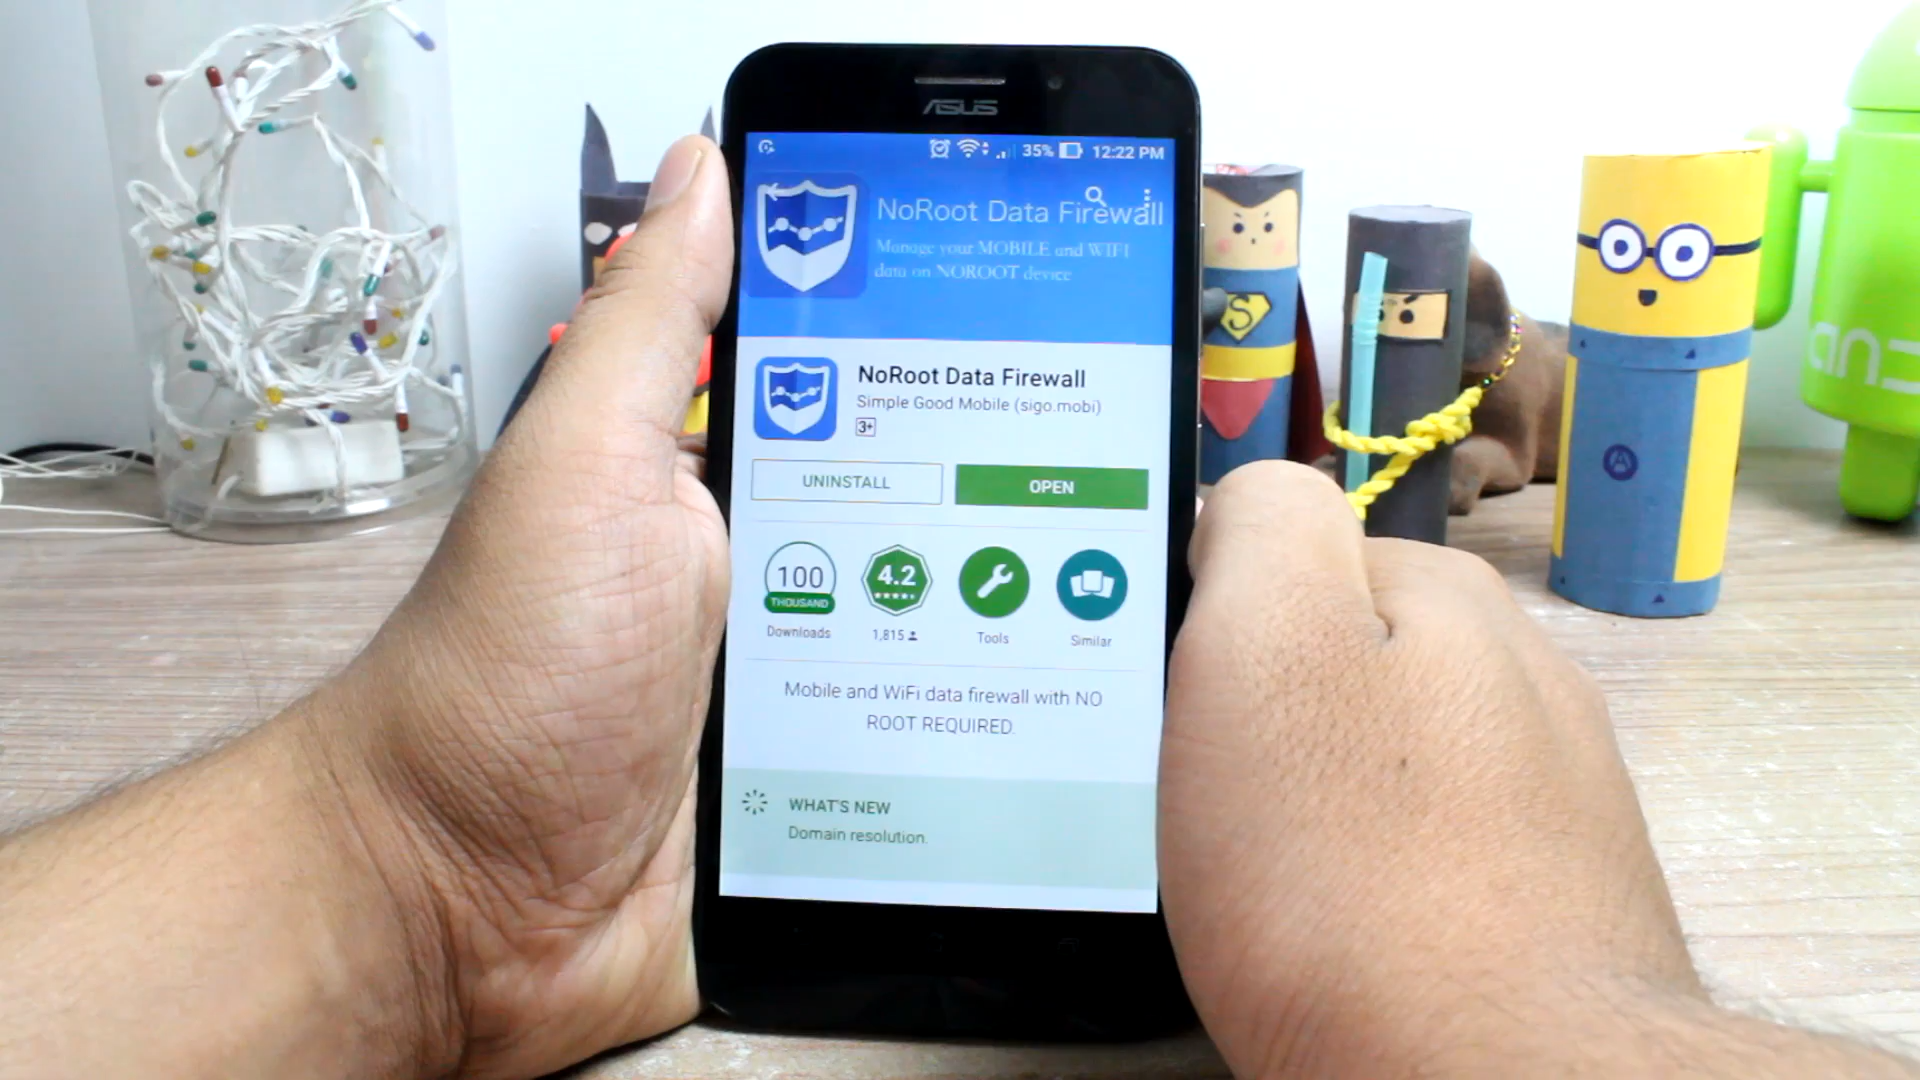 ASUS
35% 12:22 PM
NoRoot Data Firewall
Manage your MOBILE and WIFI
data on NOROOT device
NoRoot Data Firewall
Simple Good Mobile (sigo.mobi)
3+
UNINSTALL
OPEN
100
THOUSAND
Downloads
4.2
1,815
Tools
Similar
Mobile and WiFi data firewall with NO
ROOT REQUIRED.
WHAT'S NEW
Domain resolution.
S
and